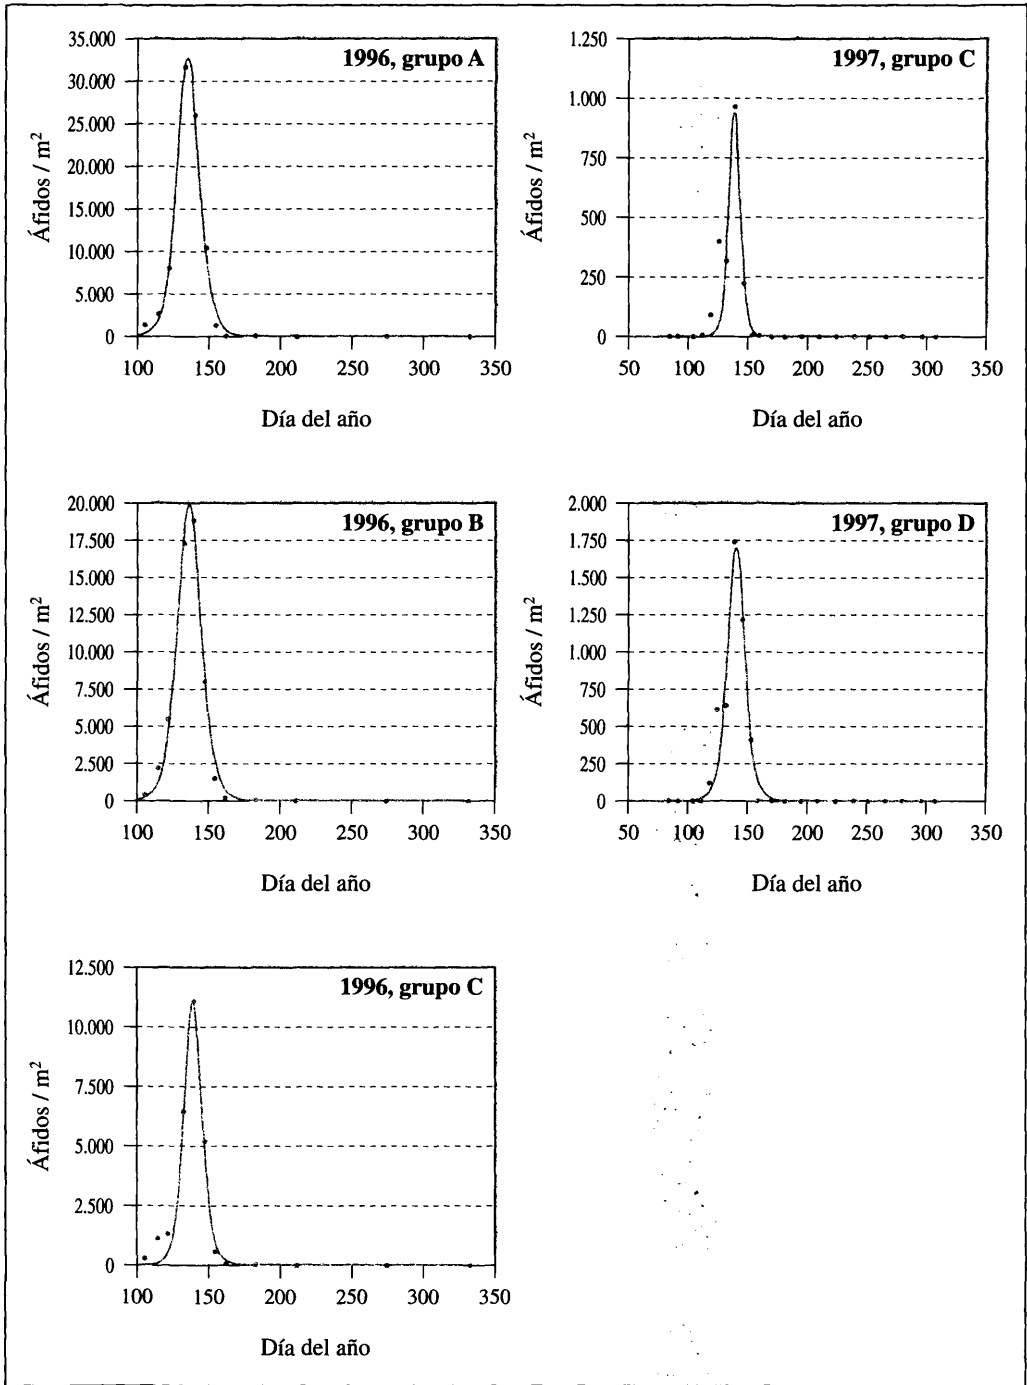 1996, grupo A
35.000
30.000
25.000
20.000
15.000
10.000
5.000
0
Áfidos / m²
100 150 200 250 300 350
Día del año
1997, grupo C
1.250
1.000
750
500
250
0
Áfidos / m²
50 100 150 200 250 300 350
Día del año
1996, grupo B
20.000
17.500
15.000
12.500
10.000
7.500
5.000
2.500
0
Áfidos / m²
100 150 200 250 300 350
Día del año
1997, grupo D
2.000
1.750
1.500
1.250
1.000
750
500
250
0
Áfidos / m²
50 100 150 200 250 300 350
Día del año
1996, grupo C
12.500
10.000
7.500
5.000
2.500
0
Áfidos / m²
100 150 200 250 300 350
Día del año